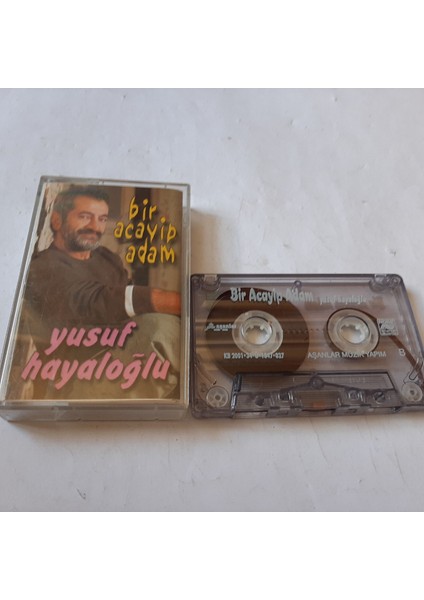 bir
acayip
adam
yusuf
hayaloğlu
Bir Acayip Adam
AŞANLAR MÜZİK YAPIM
B